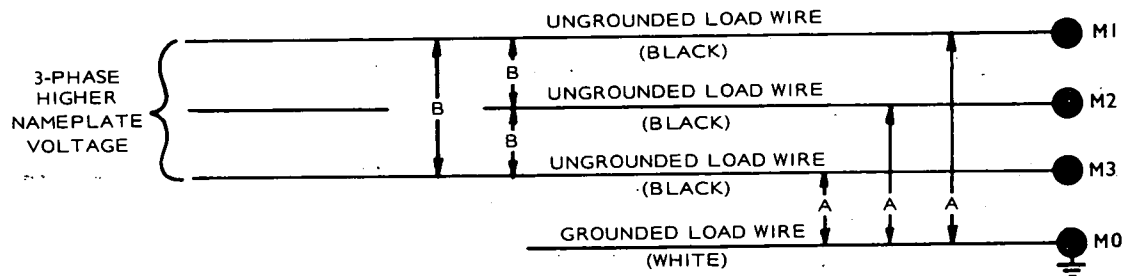 UNGROUNDED LOAD WIRE
(BLACK)
M1
3-PHASE
HIGHER
NAMEPLATE
VOLTAGE
B
B
B
UNGROUNDED LOAD WIRE
(BLACK)
M2
UNGROUNDED LOAD WIRE
(BLACK)
M3
A
A
A
GROUNDED LOAD WIRE
(WHITE)
M0